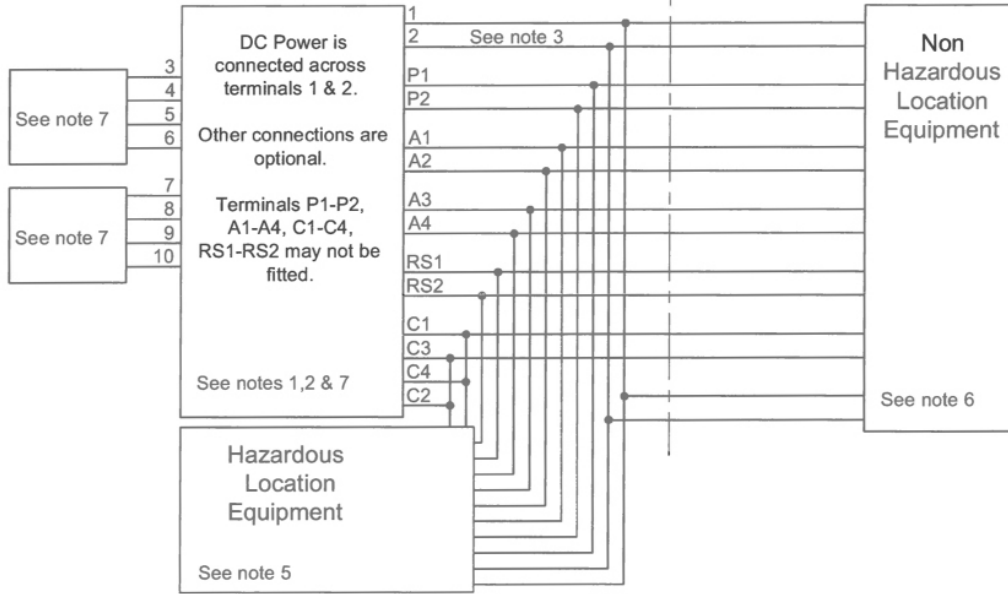 1
2
See note 3
P1
P2
A1
A2
A3
A4
RS1
RS2
C1
C3
C4
C2
3
4
5
6
See note 7
7
8
9
10
See note 7
DC Power is
connected across
terminals 1 & 2.
Other connections are
optional.
Terminals P1-P2,
A1-A4, C1-C4,
RS1-RS2 may not be
fitted.
See notes 1,2 & 7
Non
Hazardous
Location
Equipment
See note 6
Hazardous
Location
Equipment
See note 5